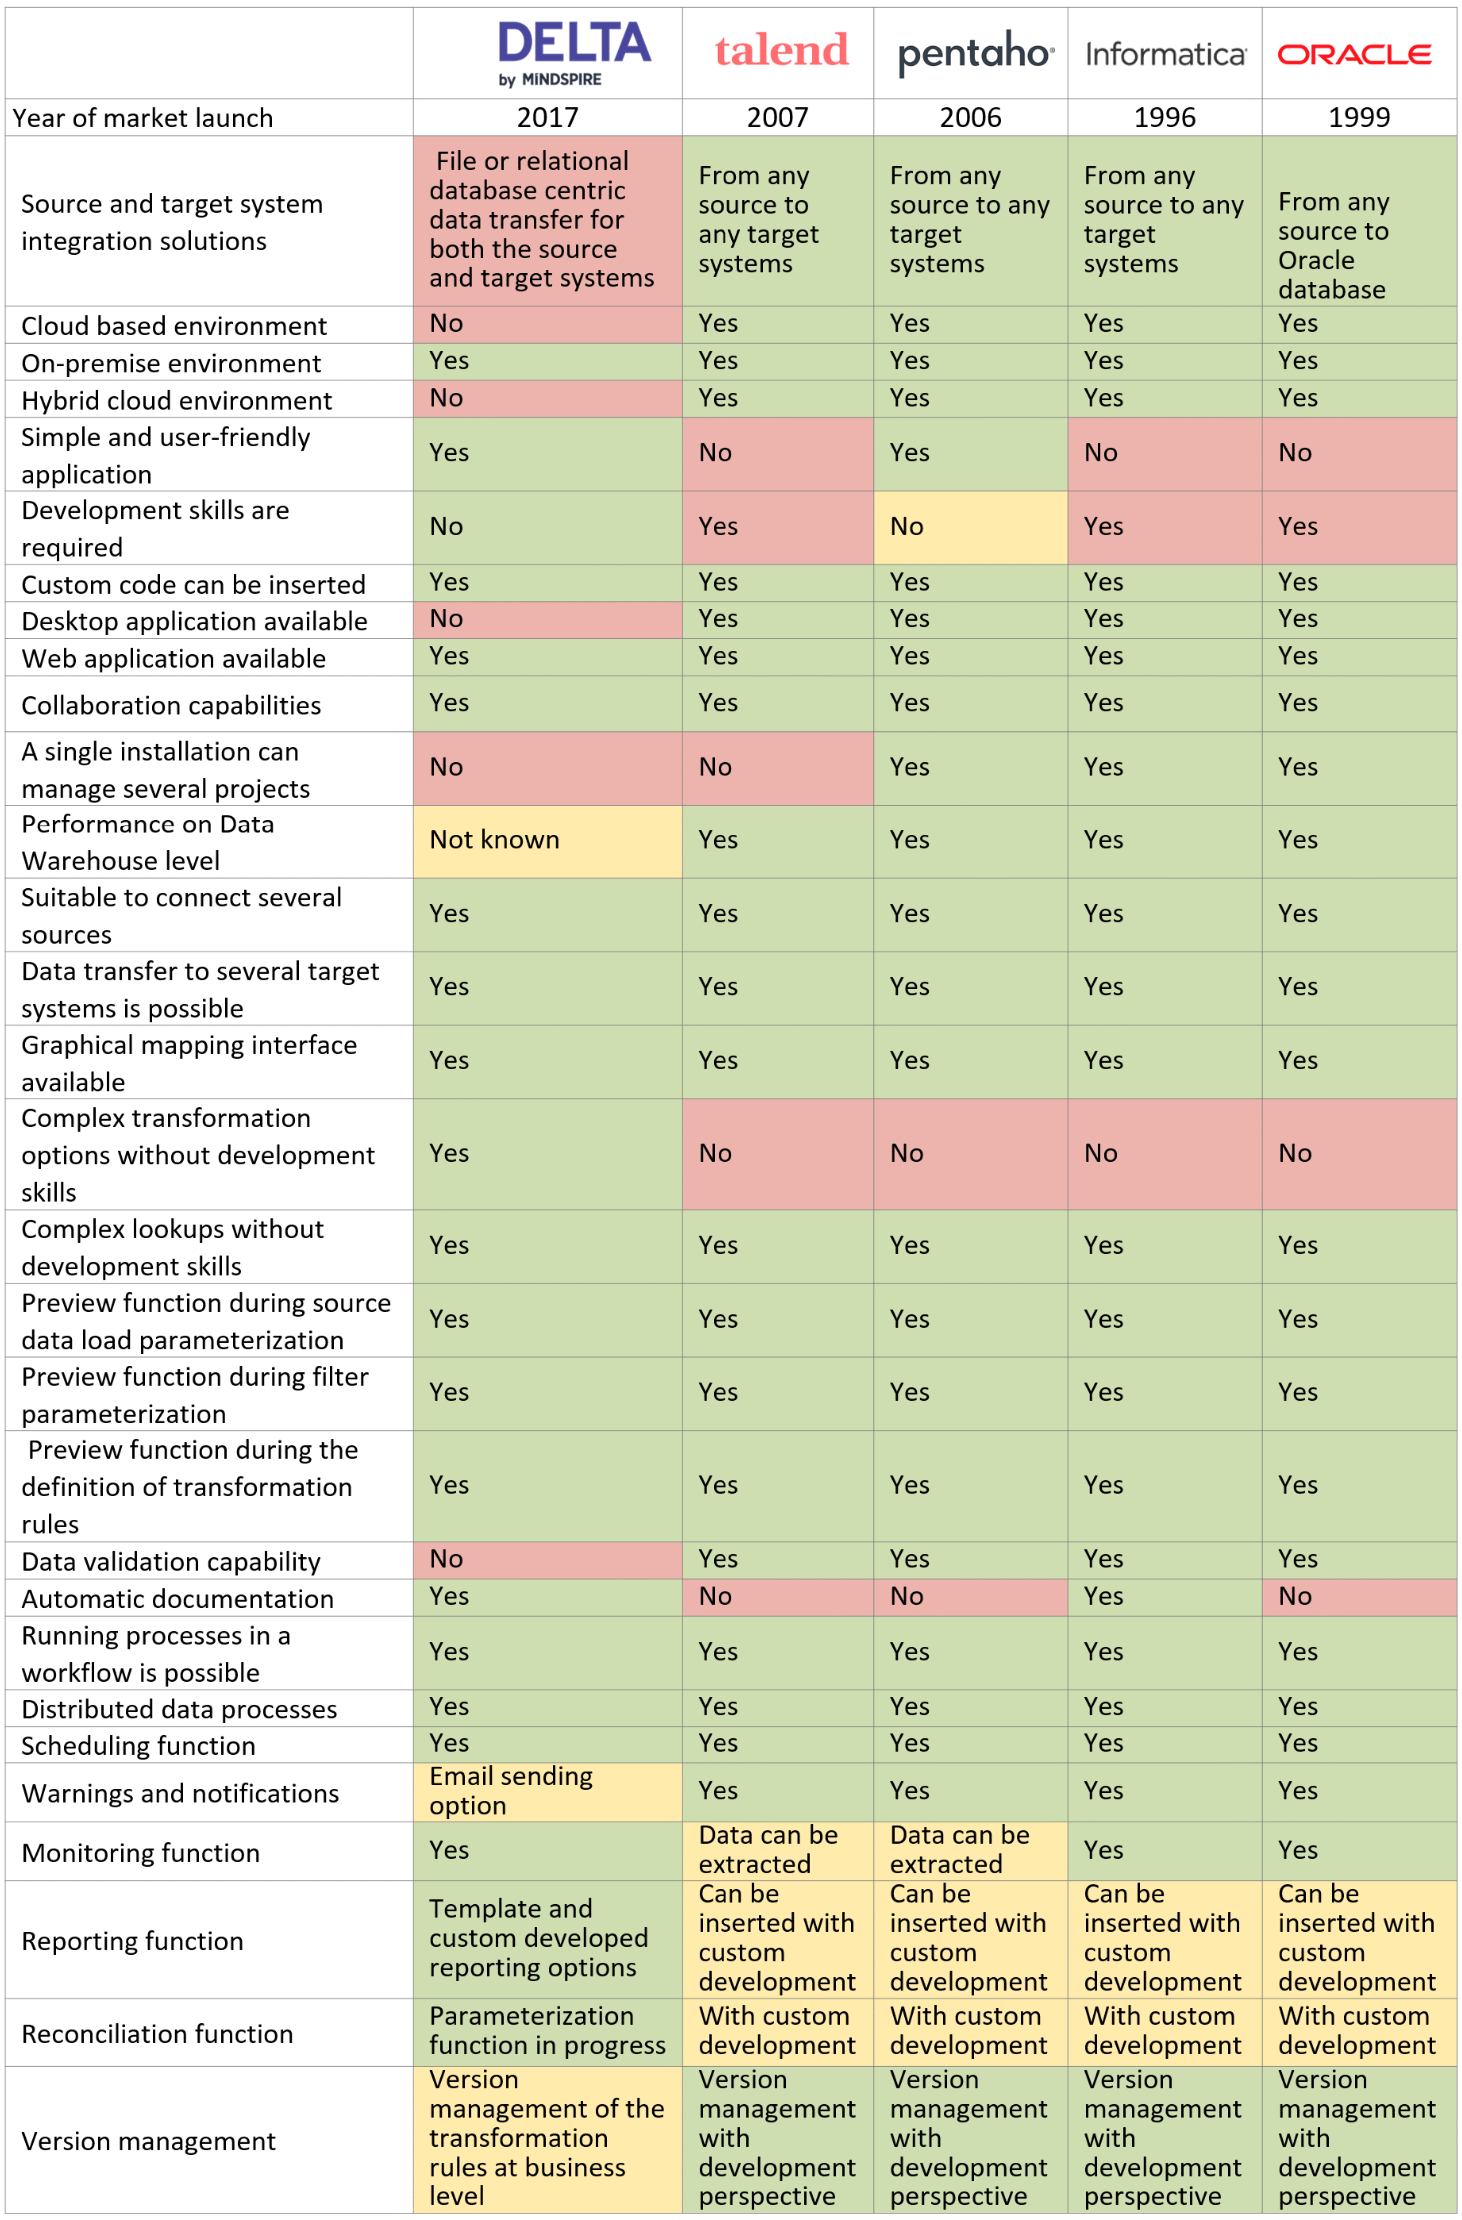 DELTA
by MINDSPIRE
talend
pentaho®
Informatica
ORACLE
Year of market launch
2017
2007
2006
1996
1999
Source and target system
integration solutions
File or relational
database centric
data transfer for
both the source
and target systems
From any
source to
any target
systems
From any
source to any
target
systems
From any
source to any
target
systems
From any
source to
Oracle
database
Cloud based environment
No
Yes
Yes
Yes
Yes
On-premise environment
Yes
Yes
Yes
Yes
Yes
Hybrid cloud environment
No
Yes
Yes
Yes
Yes
Simple and user-friendly
application
Yes
No
Yes
No
No
Development skills are
required
No
Yes
No
Yes
Yes
Custom code can be inserted
Yes
Yes
Yes
Yes
Yes
Desktop application available
No
Yes
Yes
Yes
Yes
Web application available
Yes
Yes
Yes
Yes
Yes
Collaboration capabilities
Yes
Yes
Yes
Yes
Yes
A single installation can
manage several projects
No
No
Yes
Yes
Yes
Performance on Data
Warehouse level
Not known
Yes
Yes
Yes
Yes
Suitable to connect several
sources
Yes
Yes
Yes
Yes
Yes
Data transfer to several target
systems is possible
Yes
Yes
Yes
Yes
Yes
Graphical mapping interface
available
Yes
Yes
Yes
Yes
Yes
Complex transformation
options without development
skills
Yes
No
No
No
No
Complex lookups without
development skills
Yes
Yes
Yes
Yes
Yes
Preview function during source
data load parameterization
Yes
Yes
Yes
Yes
Yes
Preview function during filter
parameterization
Yes
Yes
Yes
Yes
Yes
Preview function during the
definition of transformation
rules
Yes
Yes
Yes
Yes
Yes
Data validation capability
No
Yes
Yes
Yes
Yes
Automatic documentation
Yes
No
No
Yes
No
Running processes in a
workflow is possible
Yes
Yes
Yes
Yes
Yes
Distributed data processes
Yes
Yes
Yes
Yes
Yes
Scheduling function
Yes
Yes
Yes
Yes
Yes
Warnings and notifications
Email sending
option
Yes
Yes
Yes
Yes
Monitoring function
Yes
Data can be
extracted
Data can be
extracted
Yes
Yes
Reporting function
Template and
custom developed
reporting options
Can be
inserted with
custom
development
Can be
inserted with
custom
development
Can be
inserted with
custom
development
Can be
inserted with
custom
development
Reconciliation function
Parameterization
function in progress
With custom
development
With custom
development
With custom
development
With custom
development
Version management
Version
management of the
transformation
rules at business
level
Version
management
with
development
perspective
Version
management
with
development
perspective
Version
management
with
development
perspective
Version
management
with
development
perspective